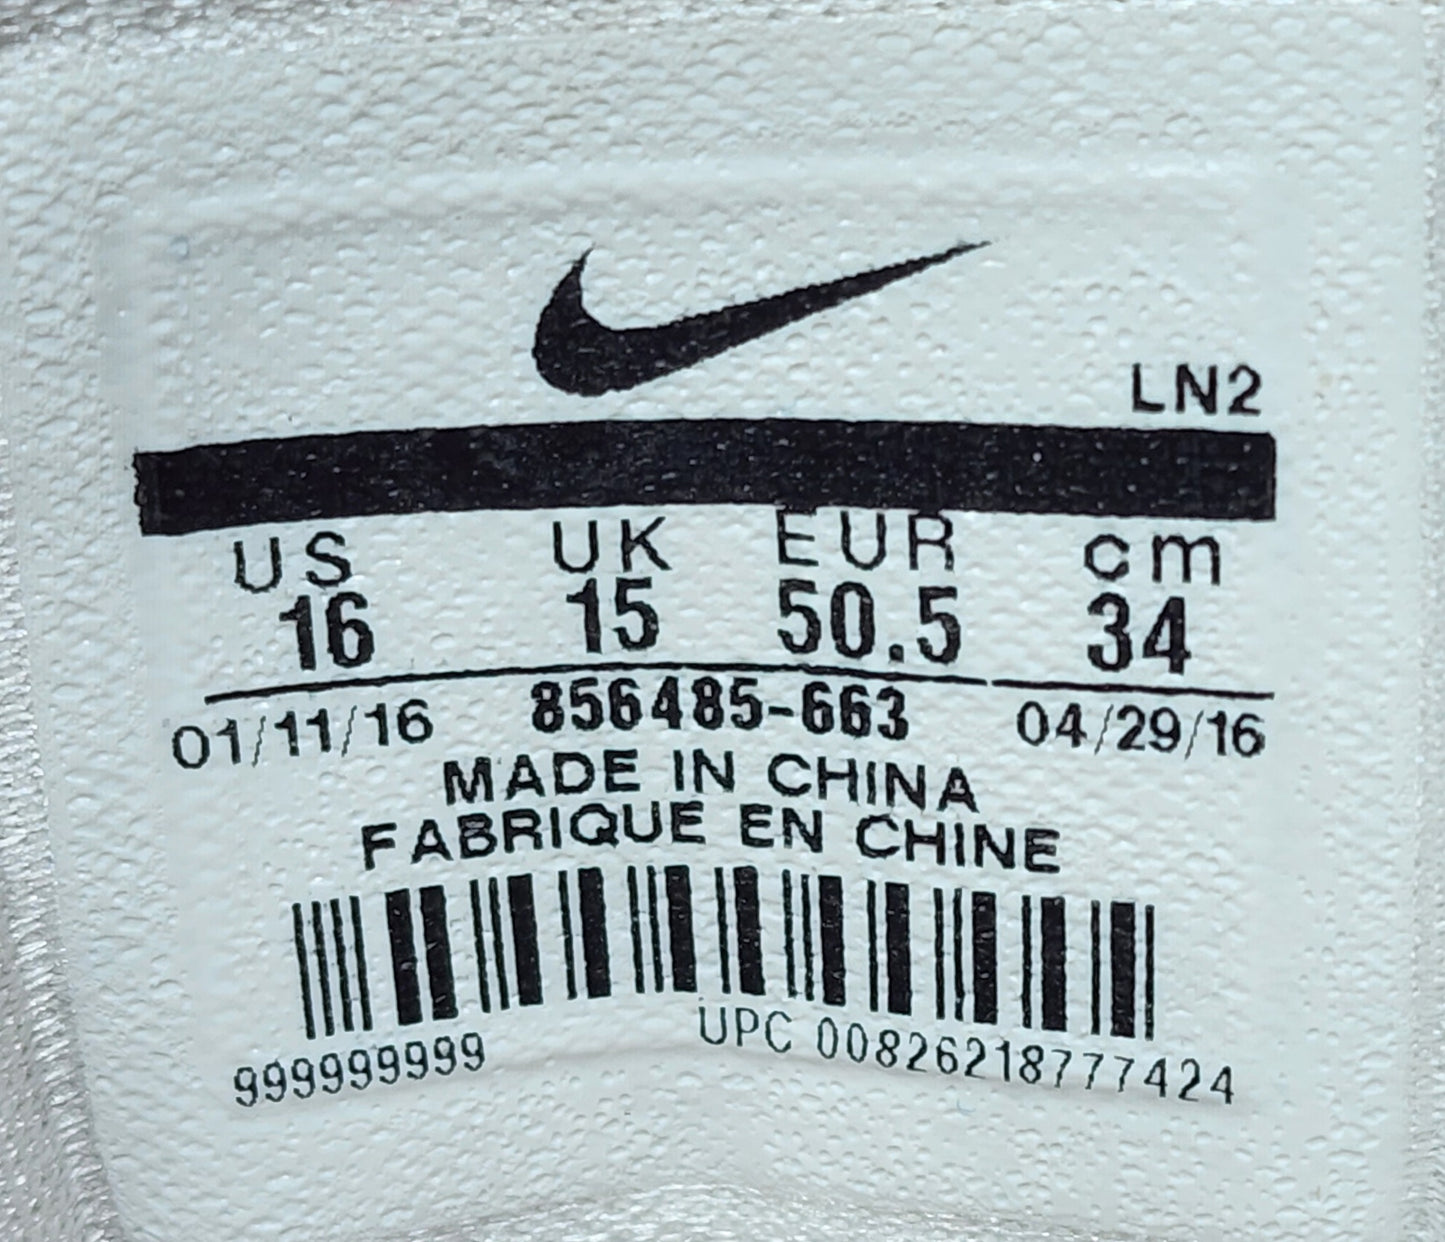 LN2
US UK EUR cm
16 15 50.5 34
01/11/16 856485-663 04/29/16
MADE IN CHINA
FABRIQUE EN CHINE
999999999 UPC 00826218777424